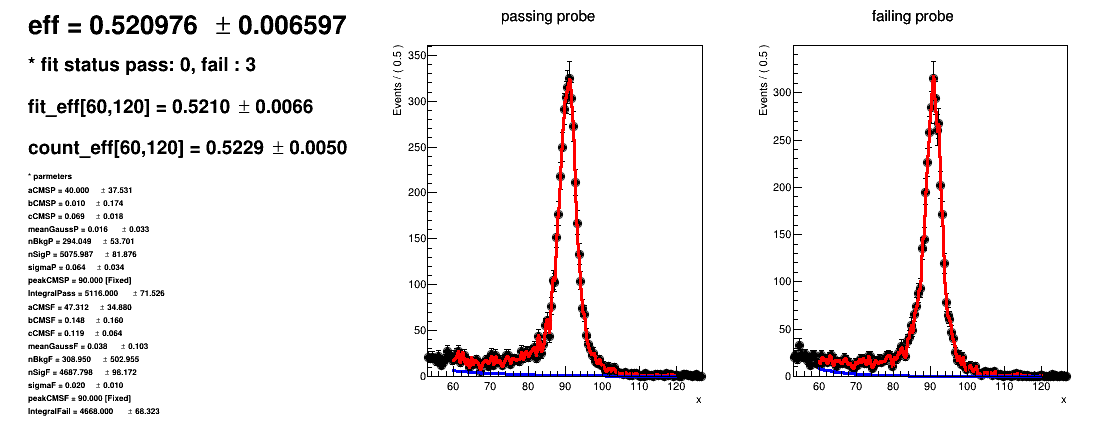 eff = 0.520976 ± 0.006597
* fit status pass: 0, fail : 3
fit_eff[60,120] = 0.5210 ± 0.0066
count_eff[60,120] = 0.5229 ± 0.0050
* parmeters
aCMSP = 40.000 ± 37.531
bCMSP = 0.010 ± 0.174
cCMSP = 0.069 ± 0.018
meanGaussP = 0.016 ± 0.033
nBkgP = 294.049 ± 53.701
nSigP = 5075.987 ± 81.876
sigmaP = 0.064 ± 0.034
peakCMSP = 90.000 [Fixed]
IntegralPass = 5116.000 ± 71.526
aCMSF = 47.312 ± 34.880
bCMSF = 0.148 ± 0.160
cCMSF = 0.119 ± 0.064
meanGaussF = 0.038 ± 0.103
nBkgF = 308.950 ± 502.955
nSigF = 4687.798 ± 98.172
sigmaF = 0.020 ± 0.010
peakCMSF = 90.000 [Fixed]
IntegralFail = 4668.000 ± 68.323
passing probe
Events / ( 0.5 )
350
300
250
200
150
100
50
0
60 70 80 90 100 110 120
x
failing probe
Events / ( 0.5 )
300
250
200
150
100
50
0
60 70 80 90 100 110 120
x